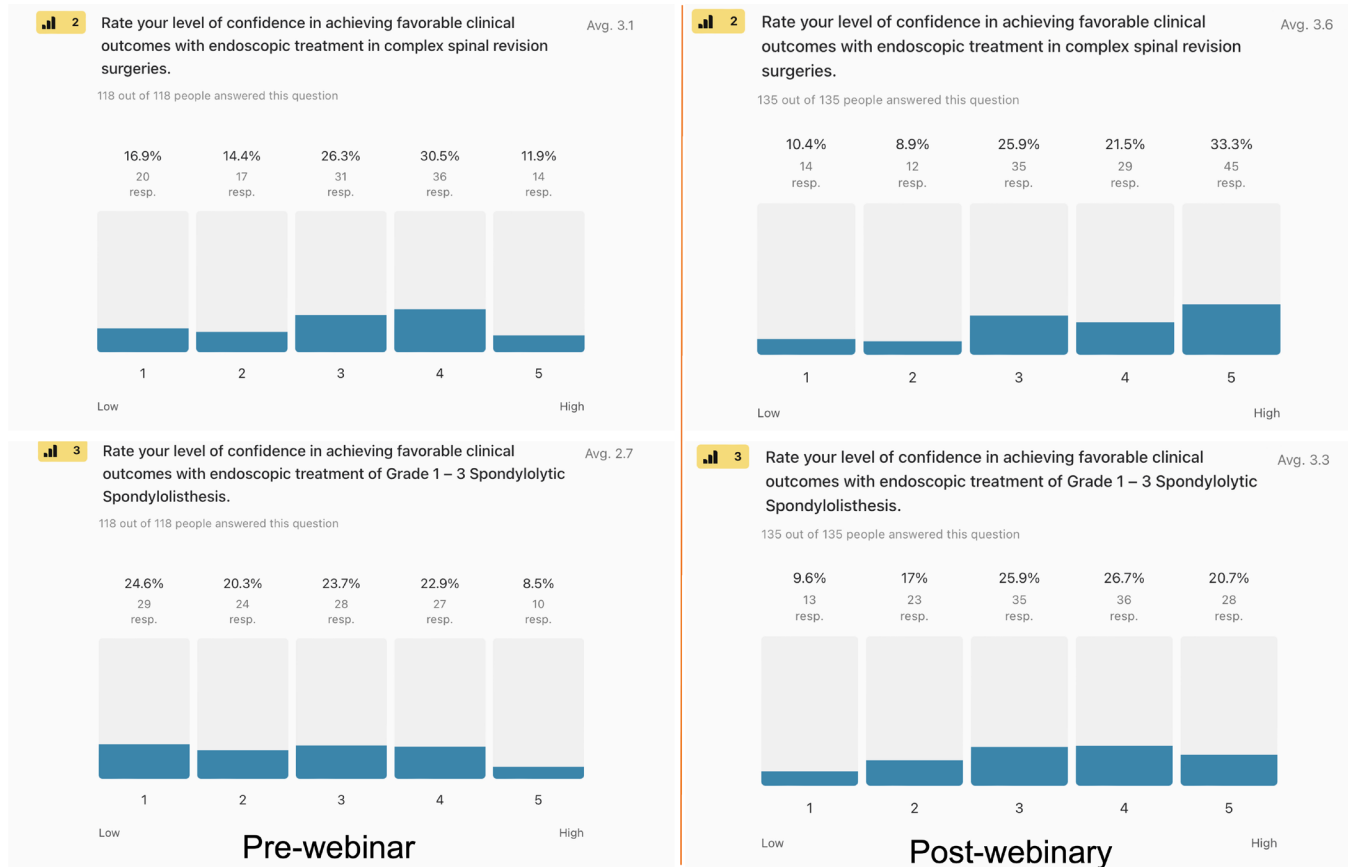 2
Rate your level of confidence in achieving favorable clinical
outcomes with endoscopic treatment in complex spinal revision
surgeries.
Avg. 3.1
118 out of 118 people answered this question
16.9% 14.4% 26.3% 30.5% 11.9%
20 17 31 36 14
resp. resp. resp. resp. resp.
1 2 3 4 5
Low High
2
Rate your level of confidence in achieving favorable clinical
outcomes with endoscopic treatment in complex spinal revision
surgeries.
Avg. 3.6
135 out of 135 people answered this question
10.4% 8.9% 25.9% 21.5% 33.3%
14 12 35 29 45
resp. resp. resp. resp. resp.
1 2 3 4 5
Low High
3
Rate your level of confidence in achieving favorable clinical
outcomes with endoscopic treatment of Grade 1 – 3 Spondylolytic
Spondylolisthesis.
Avg. 2.7
118 out of 118 people answered this question
24.6% 20.3% 23.7% 22.9% 8.5%
29 24 28 27 10
resp. resp. resp. resp. resp.
1 2 3 4 5
Low High
Pre-webinar
3
Rate your level of confidence in achieving favorable clinical
outcomes with endoscopic treatment of Grade 1 – 3 Spondylolytic
Spondylolisthesis.
Avg. 3.3
135 out of 135 people answered this question
9.6% 17% 25.9% 26.7% 20.7%
13 23 35 36 28
resp. resp. resp. resp. resp.
1 2 3 4 5
Low High
Post-webinary